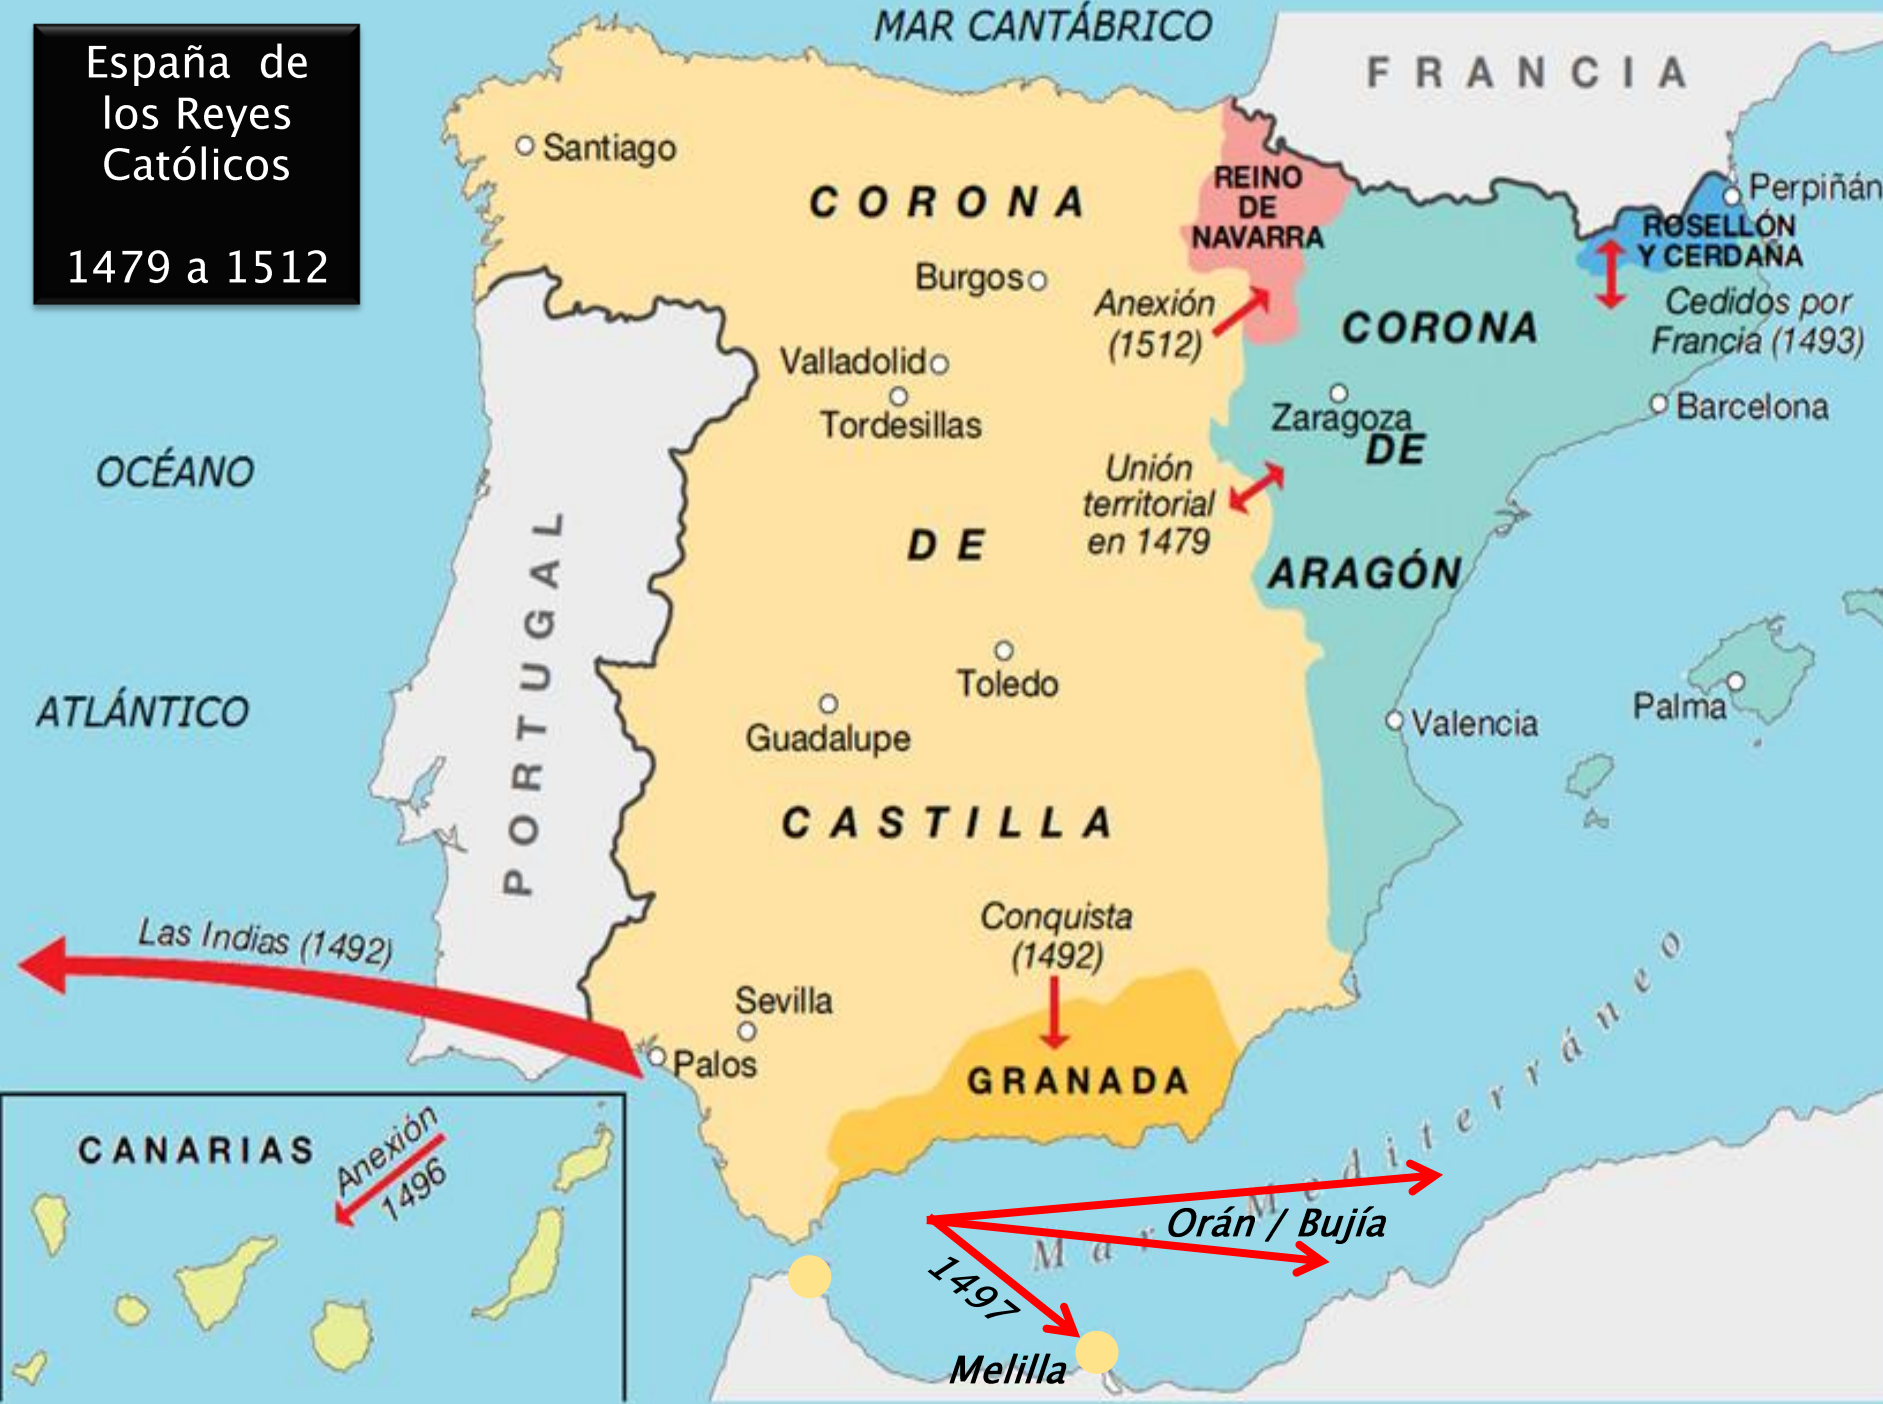 España de
los Reyes
Católicos
1479 a 1512
MAR CANTÁBRICO
FRANCIA
Santiago
CORONA
REINO
DE
NAVARRA
Perpiñán
ROSELLÓN
Y CERDAÑA
Burgos
Anexión
(1512)
CORONA
Cedidos por
Francia (1493)
Valladolid
Tordesillas
Zaragoza
DE
Barcelona
OCÉANO
Unión
territorial
en 1479
DE
ARAGÓN
PORTUGAL
Toledo
Guadalupe
ATLÁNTICO
Valencia
Palma
CASTILLA
Las Indias (1492)
Conquista
(1492)
Sevilla
Palos
GRANADA
Mar Mediterráneo
CANARIAS
Anexión
1496
Orán / Bujía
1497
Melilla